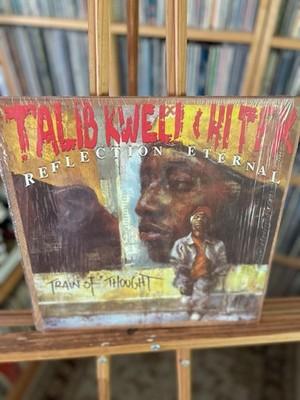 TALIB KWELI & HI TEK
REFLECTION ETERNAL
TRAIN OF THOUGHT